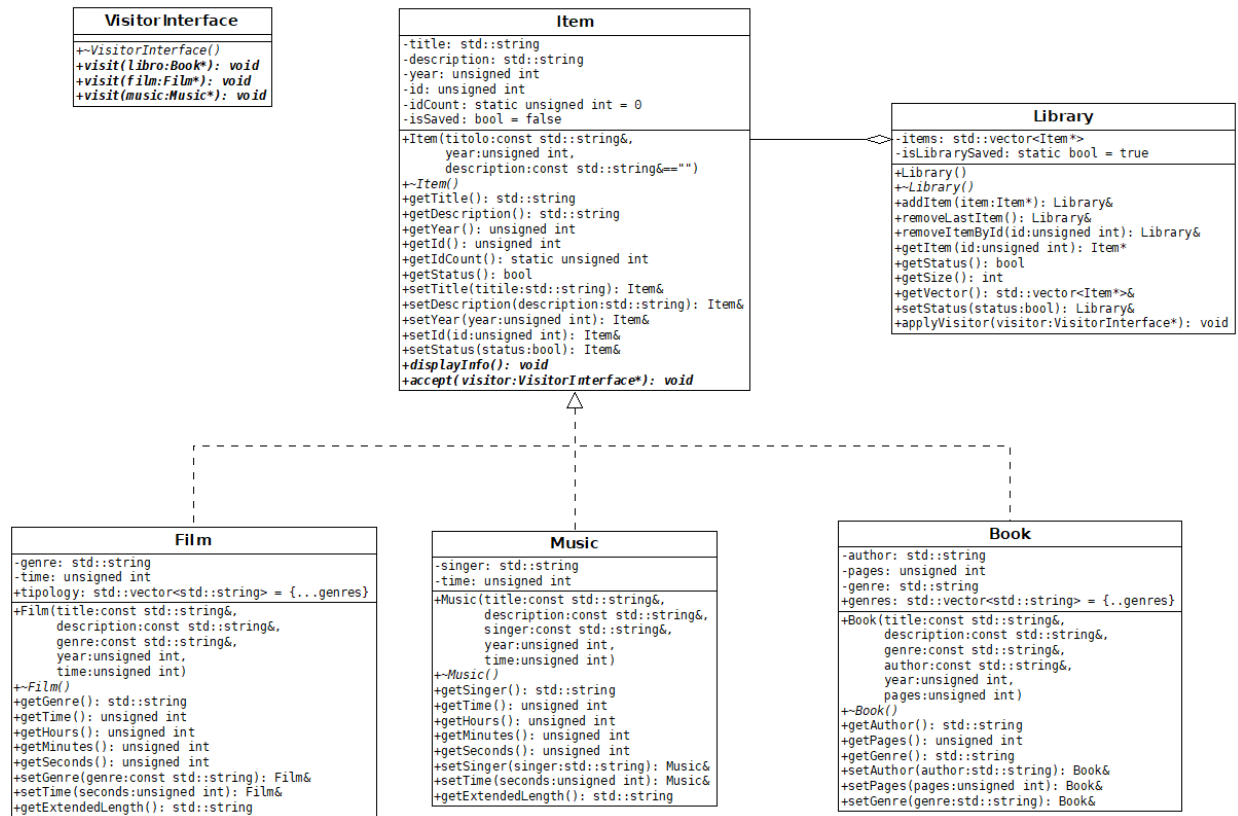 VisitorInterface
+~VisitorInterface()
+visit(libro:Book*): void
+visit(film:Film*): void
+visit(music:Music*): void
Item
-title: std::string
-description: std::string
-year: unsigned int
-id: unsigned int
-idCount: static unsigned int = 0
-isSaved: bool = false
+Item(titolo:const std::string&,
year:unsigned int,
description:const std::string&=="")
+~Item()
+getTitle(): std::string
+getDescription(): std::string
+getYear(): unsigned int
+getId(): unsigned int
+getIdCount(): static unsigned int
+getStatus(): bool
+setTitle(titile:std::string): Item&
+setDescription(description:std::string): Item&
+setYear(year:unsigned int): Item&
+setId(id:unsigned int): Item&
+setStatus(status:bool): Item&
+displayInfo(): void
+accept(visitor:VisitorInterface*): void
Library
-items: std::vector<Item*>
-isLibrarySaved: static bool = true
+Library()
+~Library()
+addItem(item:Item*): Library&
+removeLastItem(): Library&
+removeItemById(id:unsigned int): Library&
+getItem(id:unsigned int): Item*
+getStatus(): bool
+getSize(): int
+getVector(): std::vector<Item*>&
+setStatus(status:bool): Library&
+applyVisitor(visitor:VisitorInterface*): void
Film
-genre: std::string
-time: unsigned int
+tipology: std::vector<std::string> = {...genres}
+Film(title:const std::string&,
description:const std::string&,
genre:const std::string&,
year:unsigned int,
time:unsigned int)
+~Film()
+getGenre(): std::string
+getTime(): unsigned int
+getHours(): unsigned int
+getMinutes(): unsigned int
+getSeconds(): unsigned int
+setGenre(genre:const std::string): Film&
+setTime(seconds:unsigned int): Film&
+getExtendedLength(): std::string
Music
-singer: std::string
-time: unsigned int
+Music(title:const std::string&,
description:const std::string&,
singer:const std::string&,
year:unsigned int,
time:unsigned int)
+~Music()
+getSinger(): std::string
+getTime(): unsigned int
+getHours(): unsigned int
+getMinutes(): unsigned int
+getSeconds(): unsigned int
+setSinger(singer:std::string): Music&
+setTime(seconds:unsigned int): Music&
+getExtendedLength(): std::string
Book
-author: std::string
-pages: unsigned int
-genre: std::string
+genres: std::vector<std::string> = {..genres}
+Book(title:const std::string&,
description:const std::string&,
genre:const std::string&,
author:const std::string&,
year:unsigned int,
pages:unsigned int)
+~Book()
+getAuthor(): std::string
+getPages(): unsigned int
+getGenre(): std::string
+setAuthor(author:std::string): Book&
+setPages(pages:unsigned int): Book&
+setGenre(genre:std::string): Book&